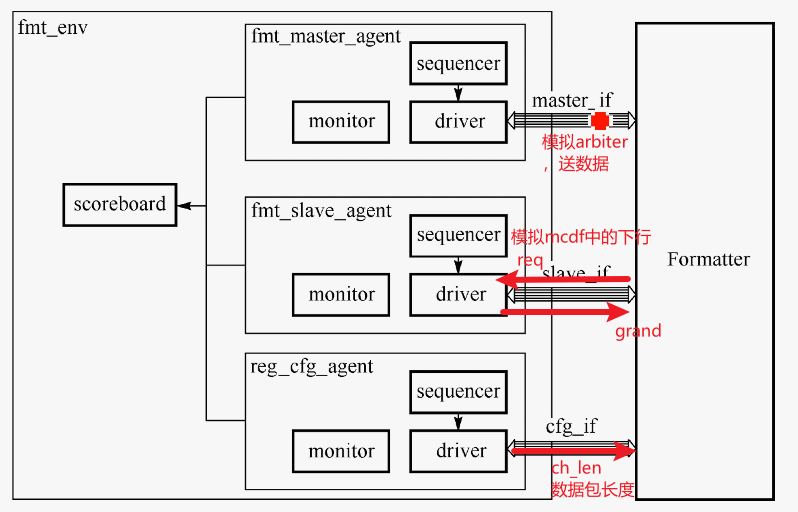 fmt_env
fmt_master_agent
sequencer
monitor
driver
master_if
模拟arbiter
，送数据
scoreboard
fmt_slave_agent
sequencer
monitor
driver
模拟mcdf中的下行
req
slave_if
grand
Formatter
reg_cfg_agent
sequencer
monitor
driver
cfg_if
ch_len
数据包长度